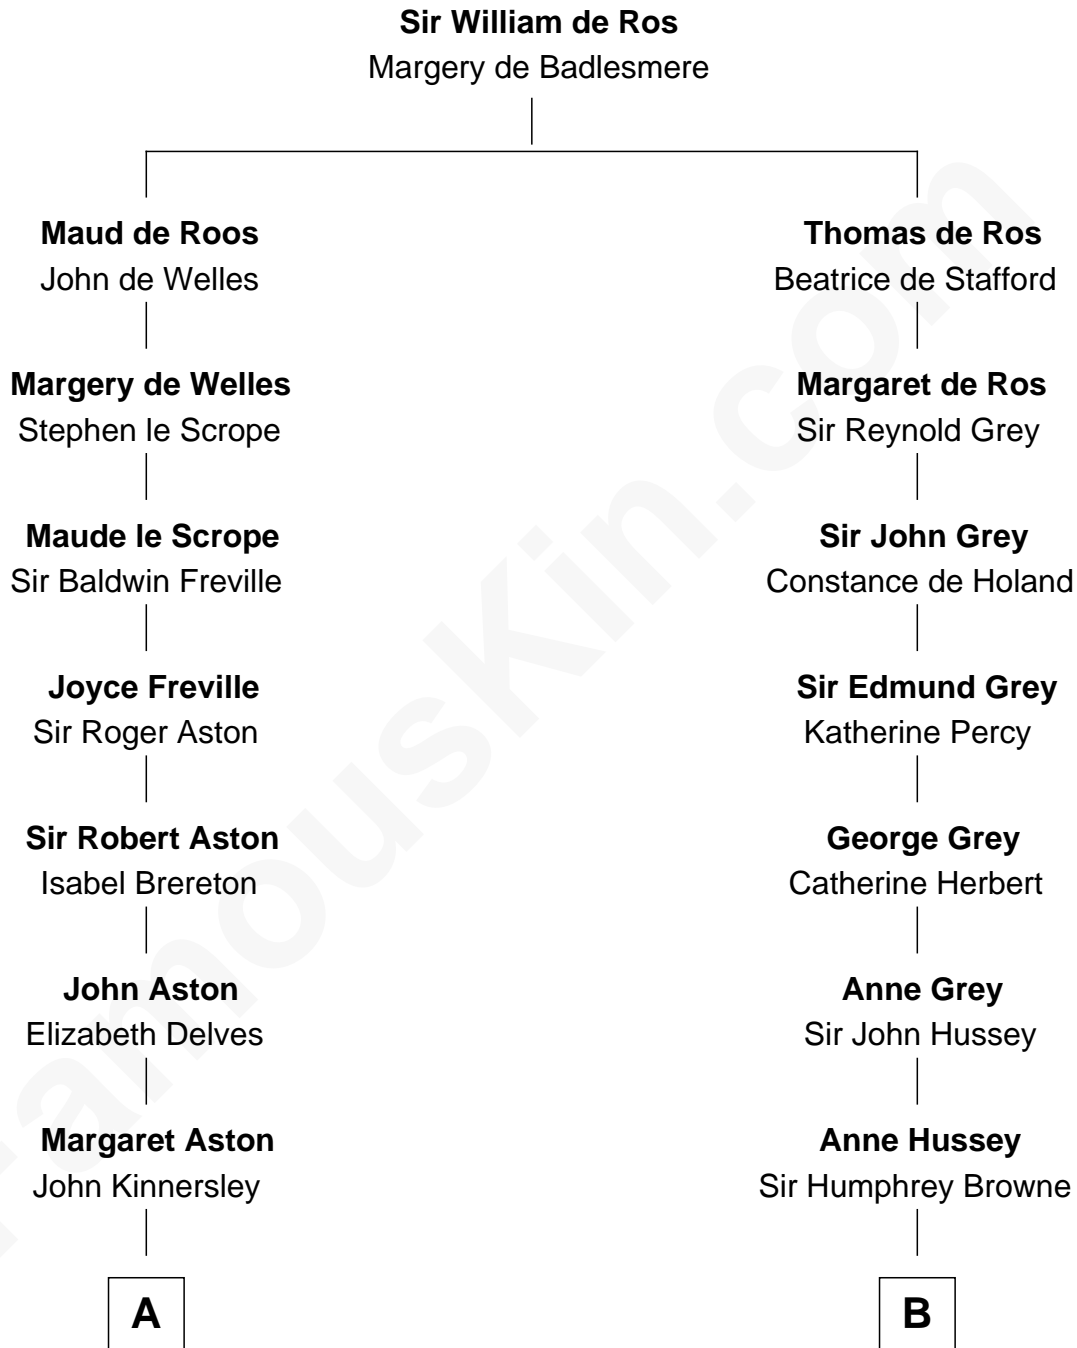 Sir William de Ros
Margery de Badlesmere
Maud de Roos
John de Welles
Thomas de Ros
Beatrice de Stafford
Margery de Welles
Stephen le Scrope
Margaret de Ros
Sir Reynold Grey
Maude le Scrope
Sir Baldwin Freville
Sir John Grey
Constance de Holand
Joyce Freville
Sir Roger Aston
Sir Edmund Grey
Katherine Percy
Sir Robert Aston
Isabel Brereton
George Grey
Catherine Herbert
John Aston
Elizabeth Delves
Anne Grey
Sir John Hussey
Margaret Aston
John Kinnersley
Anne Hussey
Sir Humphrey Browne
A
B
FamousKin.com